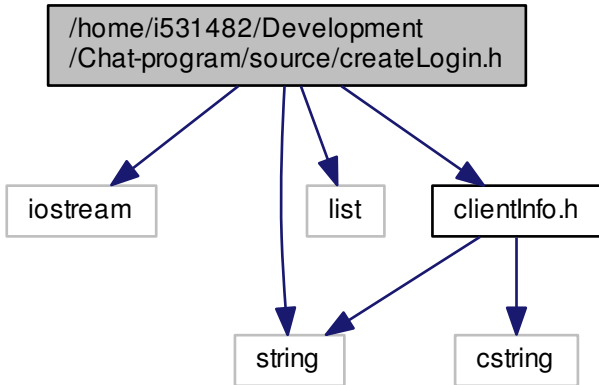 /home/i531482/Development
/Chat-program/source/createLogin.h
iostream
list
clientInfo.h
string
cstring